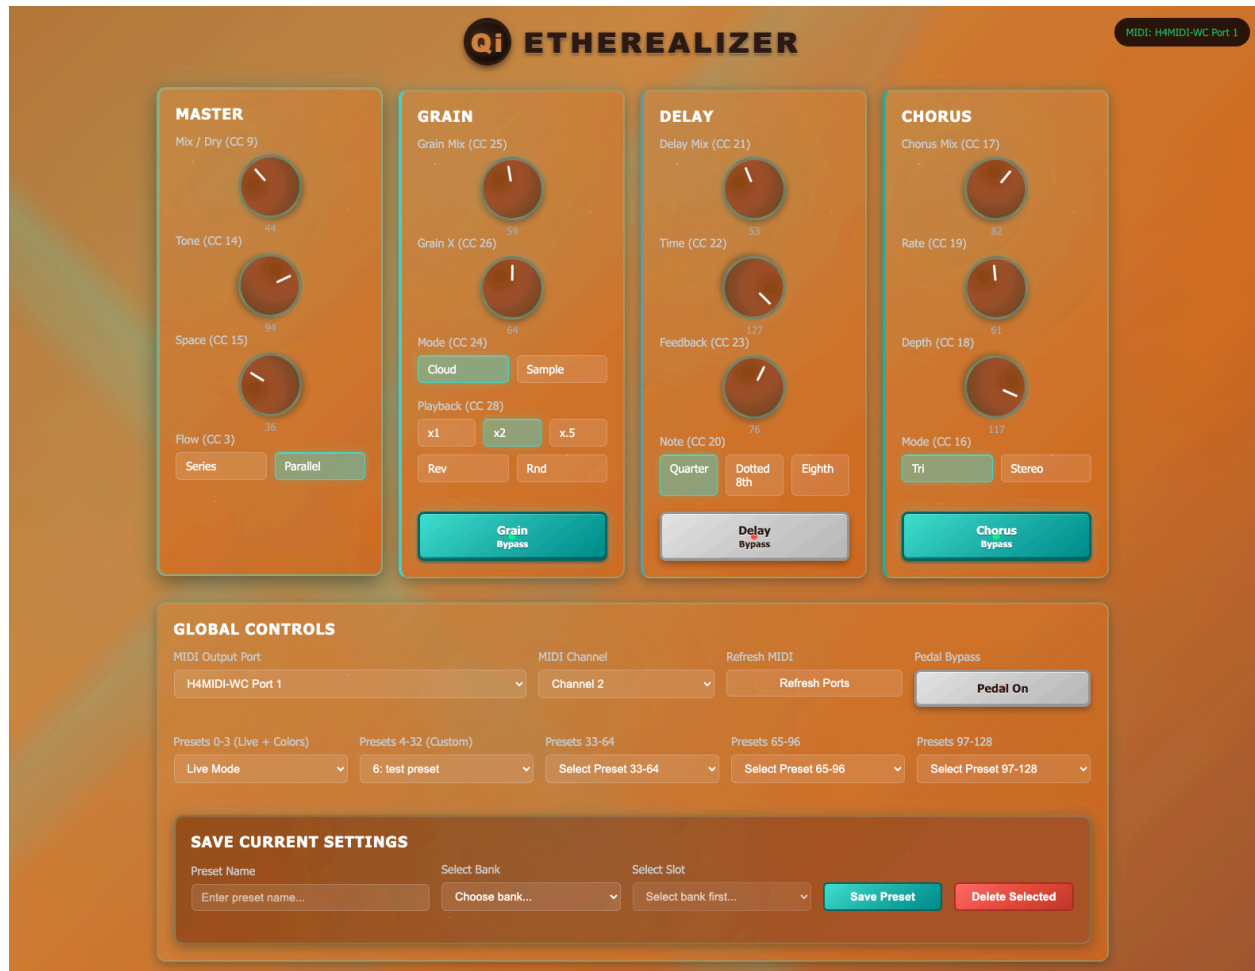 Qi ETHEREALIZER
MIDI: H4MIDI-WC Port 1
MASTER
Mix / Dry (CC 9)
44
Tone (CC 14)
94
Space (CC 15)
36
Flow (CC 3)
Series Parallel
GRAIN
Grain Mix (CC 25)
59
Grain X (CC 26)
64
Mode (CC 24)
Cloud Sample
Playback (CC 28)
x1 x2 x.5
Rev Rnd
Grain
Bypass
DELAY
Delay Mix (CC 21)
53
Time (CC 22)
127
Feedback (CC 23)
76
Note (CC 20)
Quarter Dotted Eighth
8th
Delay
Bypass
CHORUS
Chorus Mix (CC 17)
82
Rate (CC 19)
61
Depth (CC 18)
117
Mode (CC 16)
Tri Stereo
Chorus
Bypass
GLOBAL CONTROLS
MIDI Output Port MIDI Channel Refresh MIDI Pedal Bypass
H4MIDI-WC Port 1 Channel 2 Refresh Ports Pedal On
Presets 0-3 (Live + Colors) Presets 4-32 (Custom) Presets 33-64 Presets 65-96 Presets 97-128
Live Mode 6: test preset Select Preset 33-64 Select Preset 65-96 Select Preset 97-128
SAVE CURRENT SETTINGS
Preset Name Select Bank Select Slot
Enter preset name... Choose bank... Select bank first... Save Preset Delete Selected